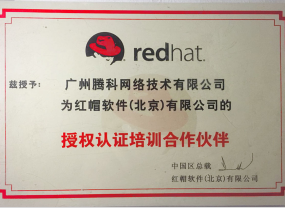 redhat.
兹授予：
广州腾科网络技术有限公司
为红帽软件(北京)有限公司的
授权认证培训合作伙伴
中国区总裁
红帽软件(北京)有限公司